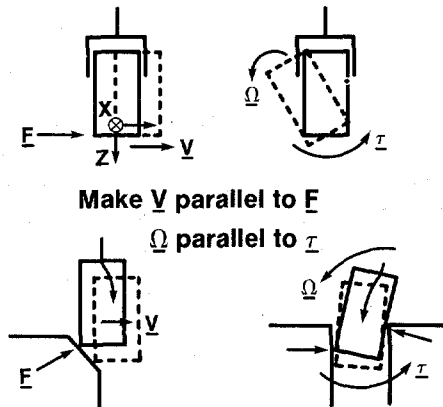 Ω
X
F
τ
Z
V
Make V parallel to F
Ω parallel to τ
Ω
V
F
τ